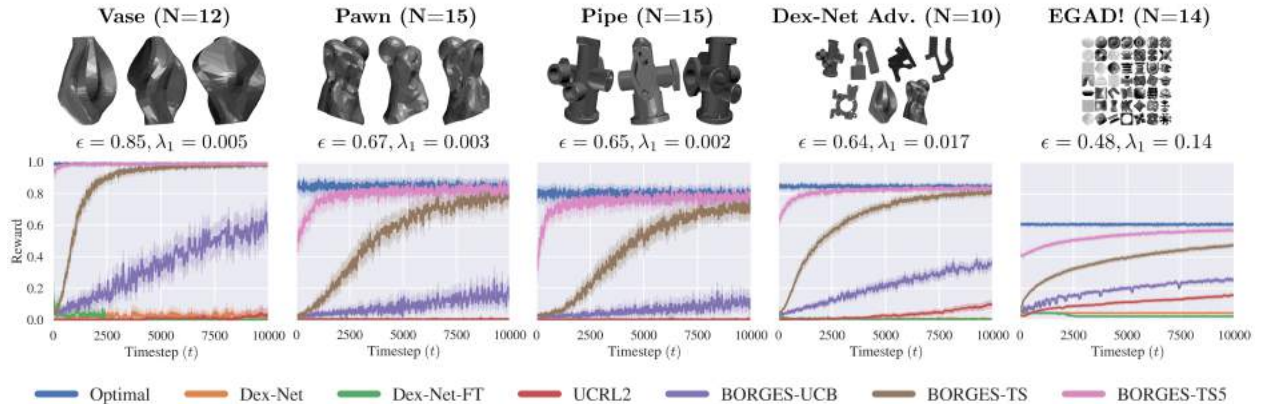 Vase (N=12) Pawn (N=15) Pipe (N=15) Dex-Net Adv. (N=10) EGAD! (N=14)
ϵ = 0.85, λ₁ = 0.005 ϵ = 0.67, λ₁ = 0.003 ϵ = 0.65, λ₁ = 0.002 ϵ = 0.64, λ₁ = 0.017 ϵ = 0.48, λ₁ = 0.14
1.0
0.8
0.6
0.4
0.2
0.0
Reward
0 2500 5000 7500 10000 0 2500 5000 7500 10000 0 2500 5000 7500 10000 0 2500 5000 7500 10000 0 2500 5000 7500 10000
Timestep (t) Timestep (t) Timestep (t) Timestep (t) Timestep (t)
Optimal Dex-Net Dex-Net-FT UCRL2 BORGES-UCB BORGES-TS BORGES-TS5